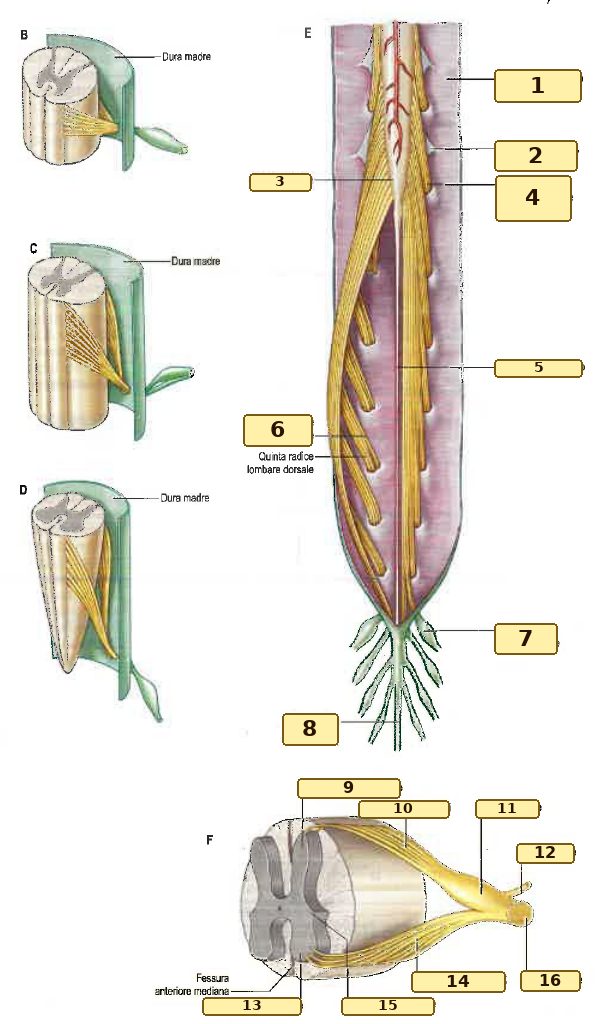 B
Dura madre
E
1
2
3
4
C
Dura madre
5
6
Quinta radice
lombare dorsale
D
Dura madre
7
8
9
10
11
F
12
Fessura
anteriore mediana
14
16
13
15